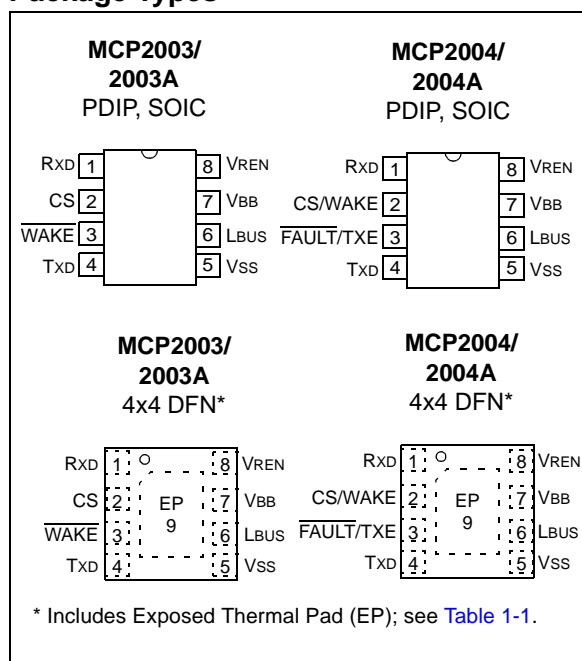 Package Types
MCP2003/
2003A
PDIP, SOIC
RXD 1
CS 2
WAKE 3
TXD 4
8 VREN
7 VBB
6 LBUS
5 VSS
MCP2004/
2004A
PDIP, SOIC
RXD 1
CS/WAKE 2
FAULT/TXE 3
TXD 4
8 VREN
7 VBB
6 LBUS
5 VSS
MCP2003/
2003A
4x4 DFN*
RXD 1
CS 2
WAKE 3
TXD 4
EP
9
8 VREN
7 VBB
6 LBUS
5 VSS
MCP2004/
2004A
4x4 DFN*
RXD 1
CS/WAKE 2
FAULT/TXE 3
TXD 4
EP
9
8 VREN
7 VBB
6 LBUS
5 VSS
* Includes Exposed Thermal Pad (EP); see Table 1-1.